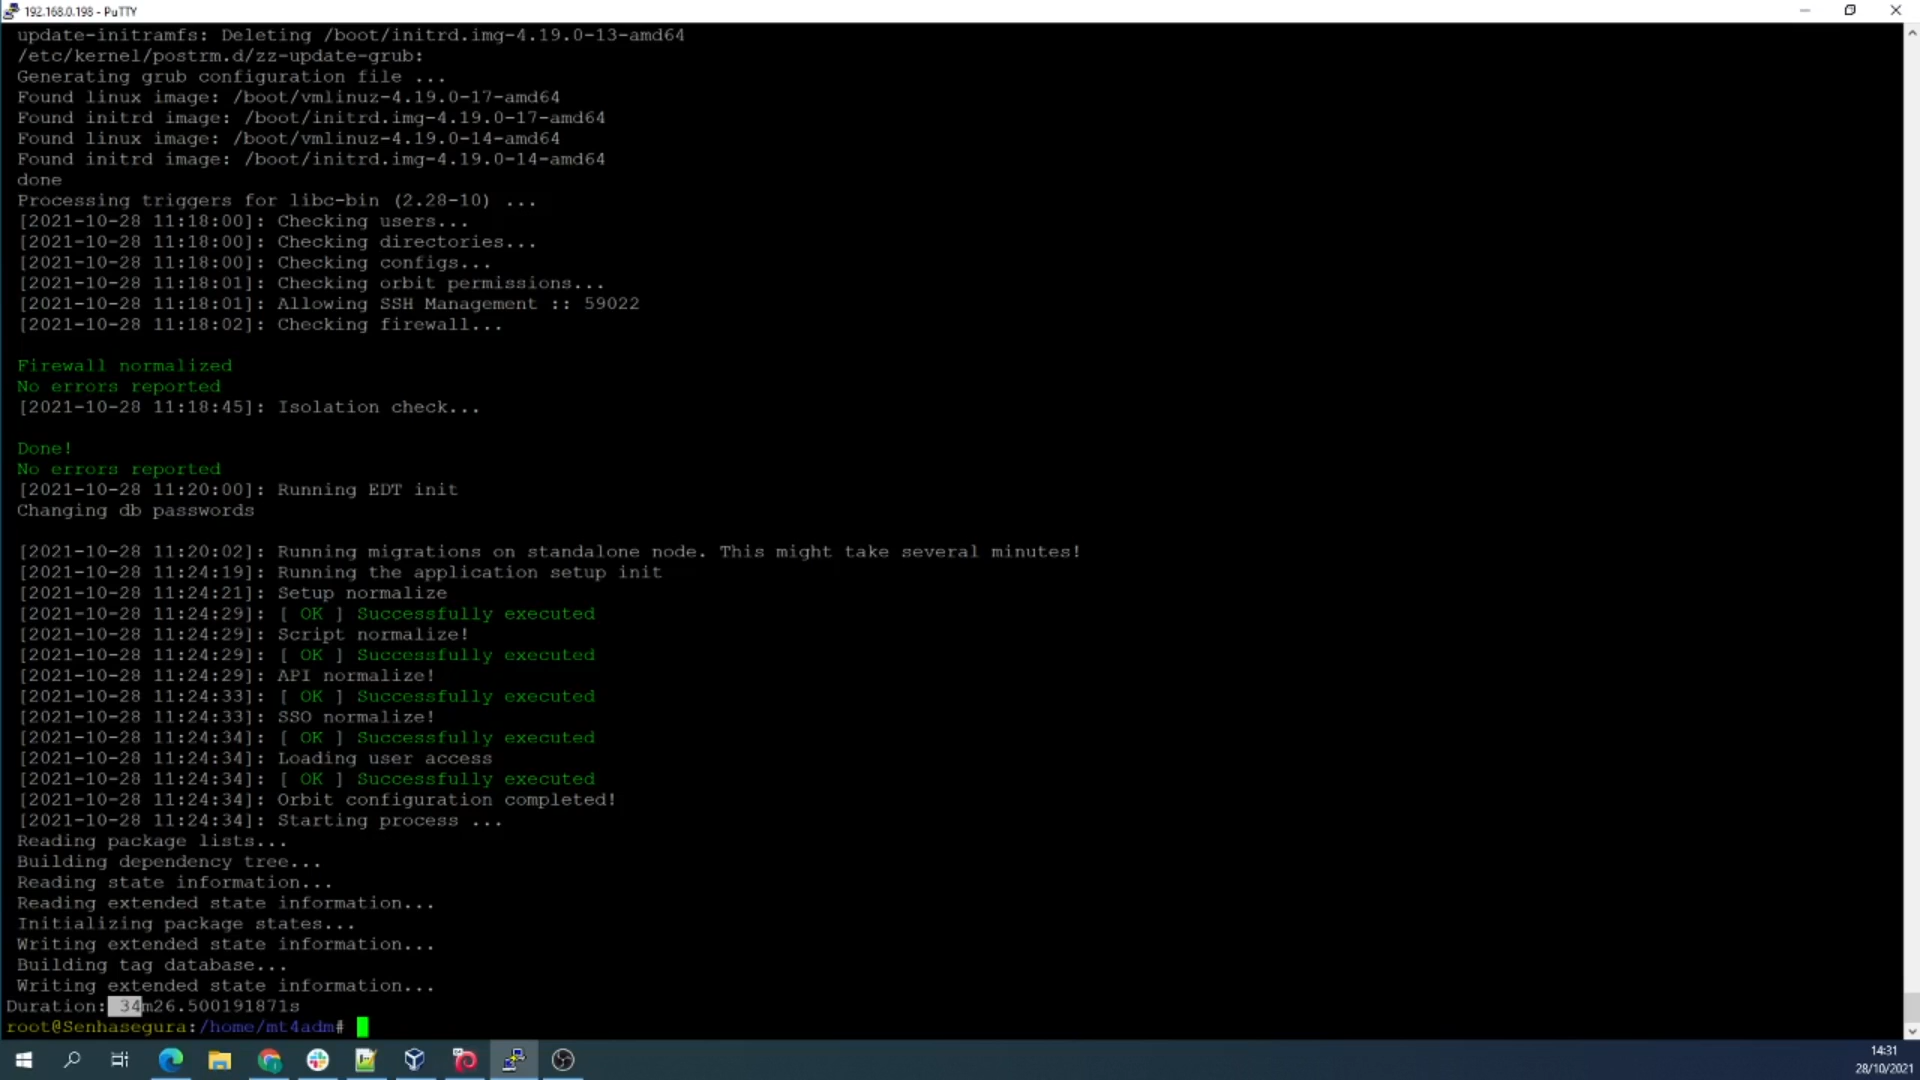 192.168.0.198 - PuTTY
update-initramfs: Deleting /boot/initrd.img-4.19.0-13-amd64
/etc/kernel/postrm.d/zz-update-grub:
Generating grub configuration file ...
Found linux image: /boot/vmlinuz-4.19.0-17-amd64
Found initrd image: /boot/initrd.img-4.19.0-17-amd64
Found linux image: /boot/vmlinuz-4.19.0-14-amd64
Found initrd image: /boot/initrd.img-4.19.0-14-amd64
done
Processing triggers for libc-bin (2.28-10) ...
[2021-10-28 11:18:00]: Checking users...
[2021-10-28 11:18:00]: Checking directories...
[2021-10-28 11:18:00]: Checking configs...
[2021-10-28 11:18:01]: Checking orbit permissions...
[2021-10-28 11:18:01]: Allowing SSH Management :: 59022
[2021-10-28 11:18:02]: Checking firewall...
Firewall normalized
No errors reported
[2021-10-28 11:18:45]: Isolation check...
Done!
No errors reported
[2021-10-28 11:20:00]: Running EDT init
Changing db passwords
[2021-10-28 11:20:02]: Running migrations on standalone node. This might take several minutes!
[2021-10-28 11:24:19]: Running the application setup init
[2021-10-28 11:24:21]: Setup normalize
[2021-10-28 11:24:29]: [ OK ] Successfully executed
[2021-10-28 11:24:29]: Script normalize!
[2021-10-28 11:24:29]: [ OK ] Successfully executed
[2021-10-28 11:24:29]: API normalize!
[2021-10-28 11:24:33]: [ OK ] Successfully executed
[2021-10-28 11:24:33]: SSO normalize!
[2021-10-28 11:24:34]: [ OK ] Successfully executed
[2021-10-28 11:24:34]: Loading user access
[2021-10-28 11:24:34]: [ OK ] Successfully executed
[2021-10-28 11:24:34]: Orbit configuration completed!
[2021-10-28 11:24:34]: Starting process ...
Reading package lists...
Building dependency tree...
Reading state information...
Reading extended state information...
Initializing package states...
Writing extended state information...
Building tag database...
Writing extended state information...
Duration: 34m26.500191871s
root@Senhasegura:/home/mt4adm#
14:31
28/10/2021